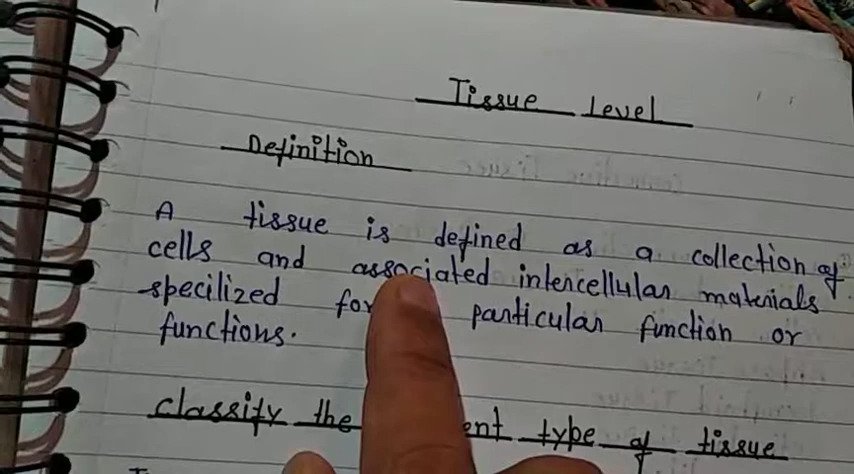 Tissue Level
Definition
A tissue is defined as a collection of
cells and associated intercellular materials
specilized for particular function or
functions.
classify the ent type of tissue